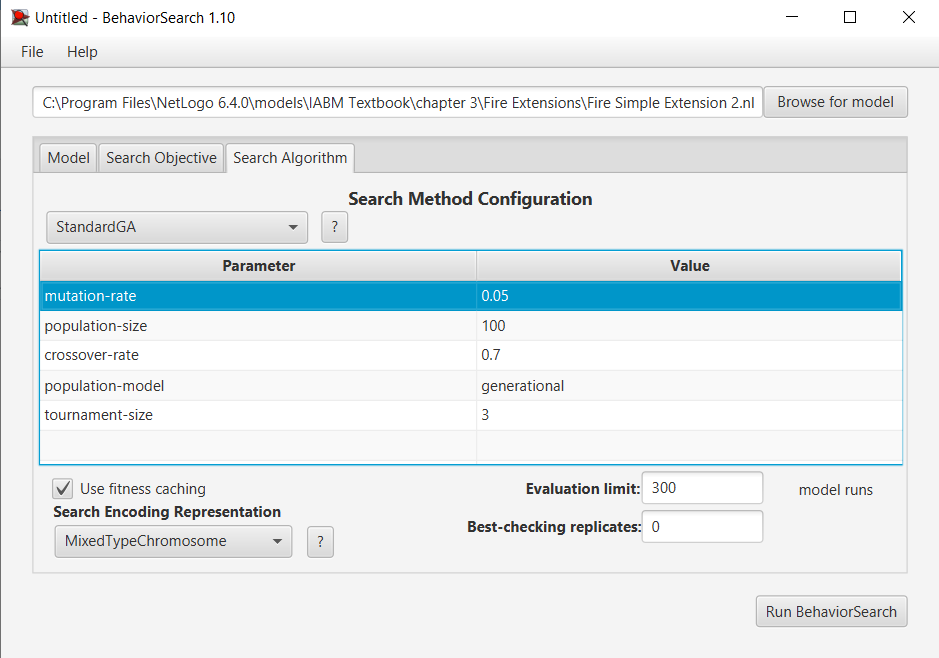 Untitled - BehaviorSearch 1.10
File Help
C:\Program Files\NetLogo 6.4.0\models\IABM Textbook\chapter 3\Fire Extensions\Fire Simple Extension 2.nl Browse for model
Model Search Objective Search Algorithm
Search Method Configuration
StandardGA ?
Parameter Value
mutation-rate 0.05
population-size 100
crossover-rate 0.7
population-model generational
tournament-size 3
Use fitness caching Evaluation limit: 300 model runs
Search Encoding Representation
Best-checking replicates: 0
MixedTypeChromosome ?
Run BehaviorSearch